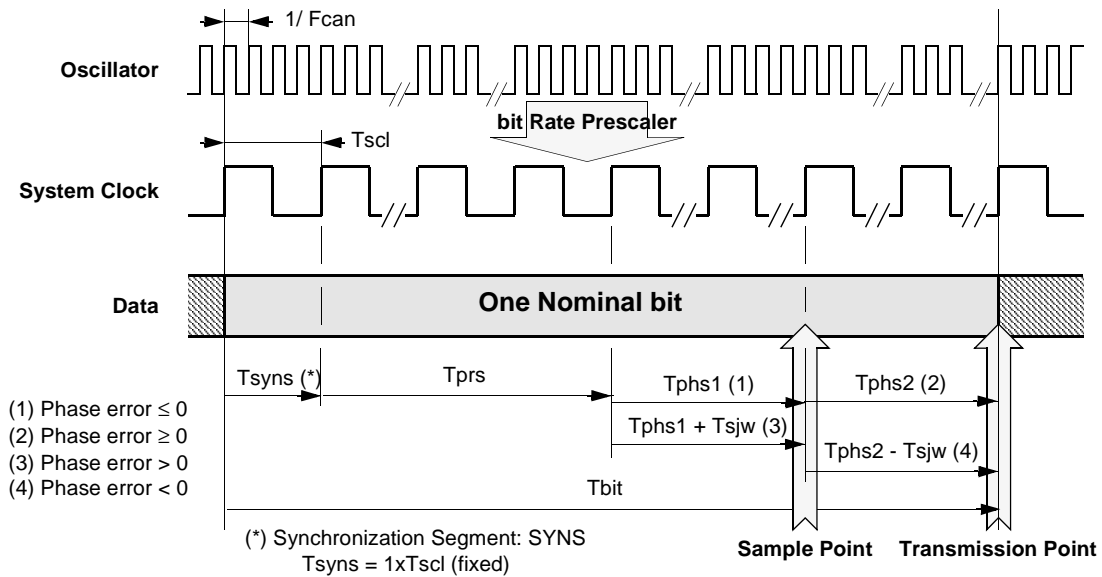 1/ Fcan
Oscillator
bit Rate Prescaler
Tscl
System Clock
Data
One Nominal bit
Tsyns (*)
Tprs
Tphs1 (1)
Tphs2 (2)
(1) Phase error ≤ 0
(2) Phase error ≥ 0
(3) Phase error > 0
(4) Phase error < 0
Tphs1 + Tsjw (3)
Tphs2 - Tsjw (4)
Tbit
(*) Synchronization Segment: SYNS
Tsyns = 1xTscl (fixed)
Sample Point
Transmission Point